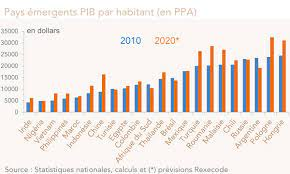 Pays émergents PIB par habitant (en PPA)
en dollars
2010 2020*
35000
30000
25000
20000
15000
10000
5000
0
Inde
Nigéria
Vietnam
Philippines
Maroc
Indonésie
Chine
Tunisie
Egypte
Colombie
Afrique du Sud
Thaïlande
Brésil
Mexique
Turquie
Roumanie
Malaisie
Chili
Russie
Argentine
Pologne
Hongrie
Source : Statistiques nationales, calculs et (*) prévisions Rexecode